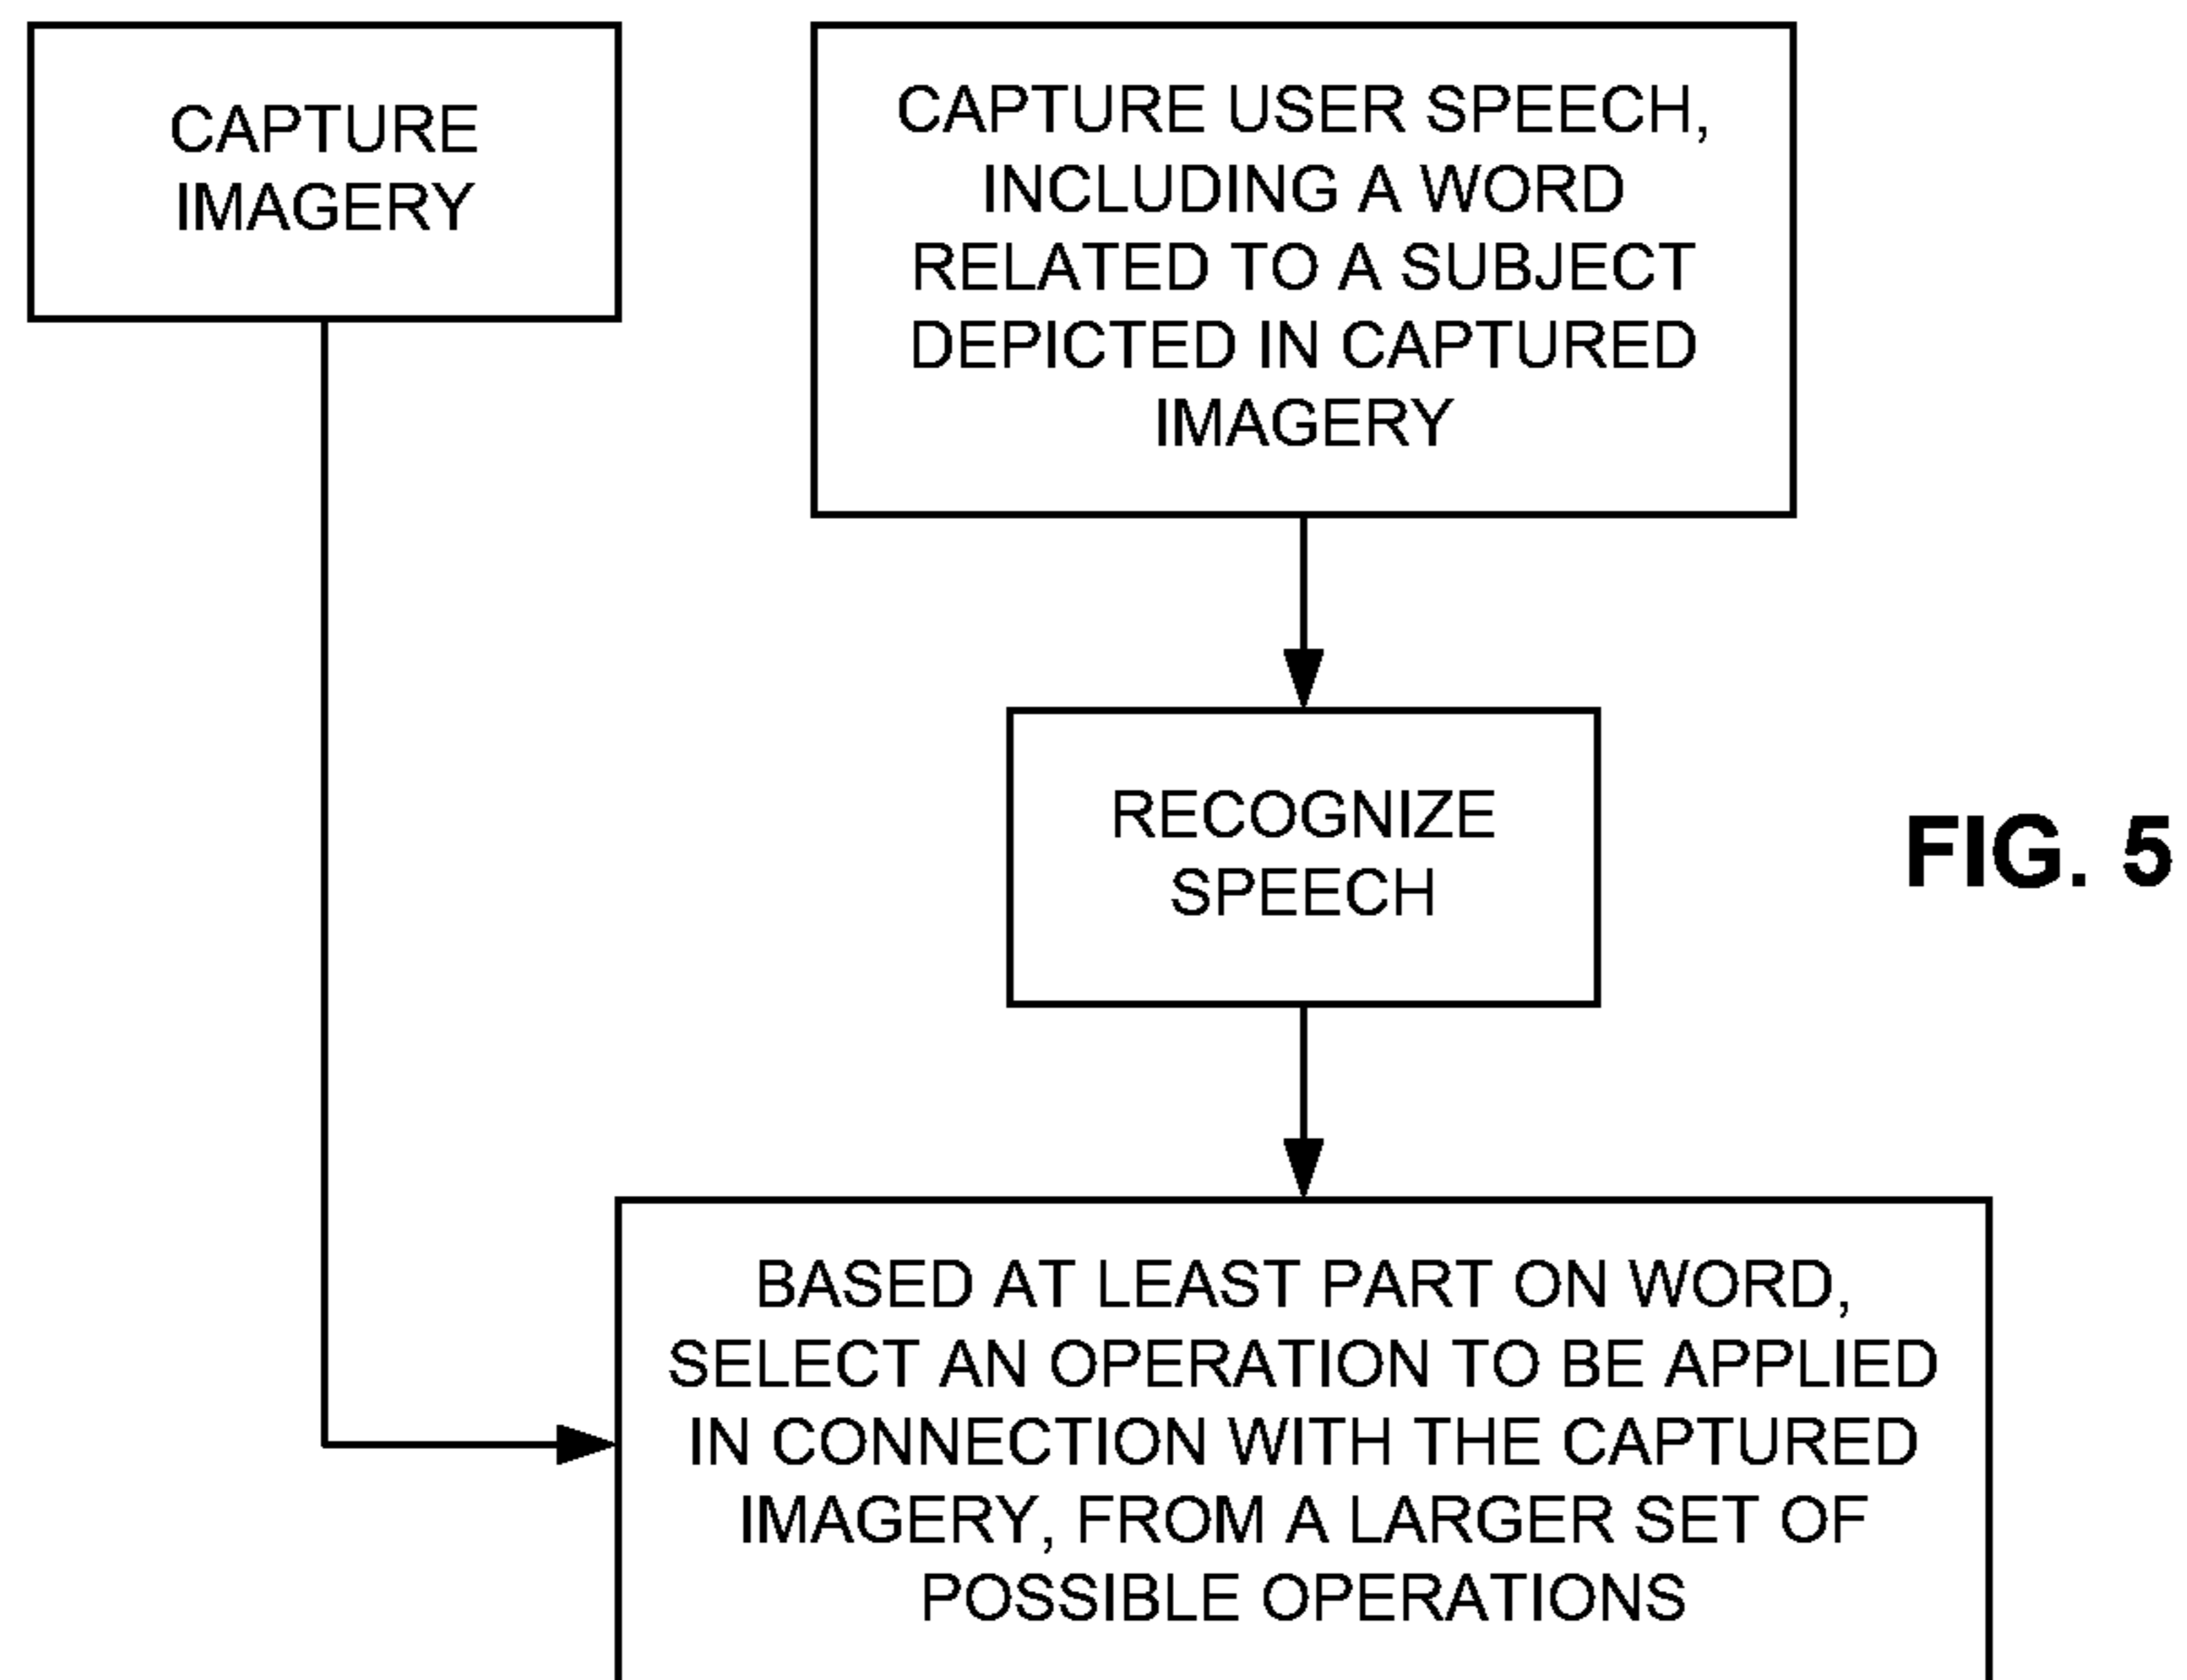 CAPTURE
IMAGERY
CAPTURE USER SPEECH,
INCLUDING A WORD
RELATED TO A SUBJECT
DEPICTED IN CAPTURED
IMAGERY
RECOGNIZE
SPEECH
FIG. 5
BASED AT LEAST PART ON WORD,
SELECT AN OPERATION TO BE APPLIED
IN CONNECTION WITH THE CAPTURED
IMAGERY, FROM A LARGER SET OF
POSSIBLE OPERATIONS